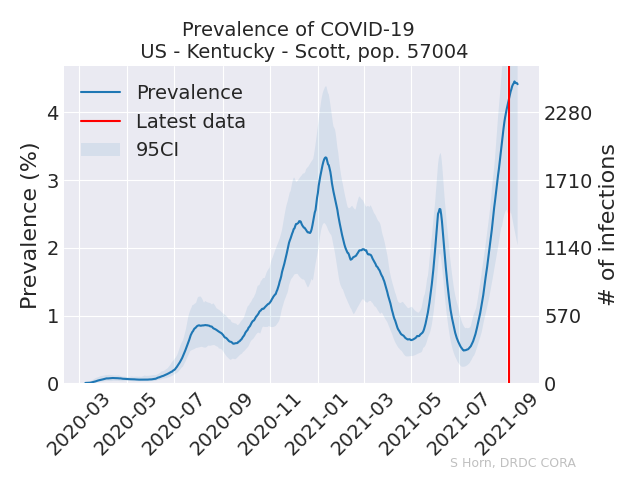 Prevalence of COVID-19
US - Kentucky - Scott, pop. 57004
Prevalence
Latest data
95CI
Prevalence (%)
4
3
2
1
0
2280
1710
1140
570
0
# of infections
2020-03
2020-05
2020-07
2020-09
2020-11
2021-01
2021-03
2021-05
2021-07
2021-09
S Horn, DRDC CORA